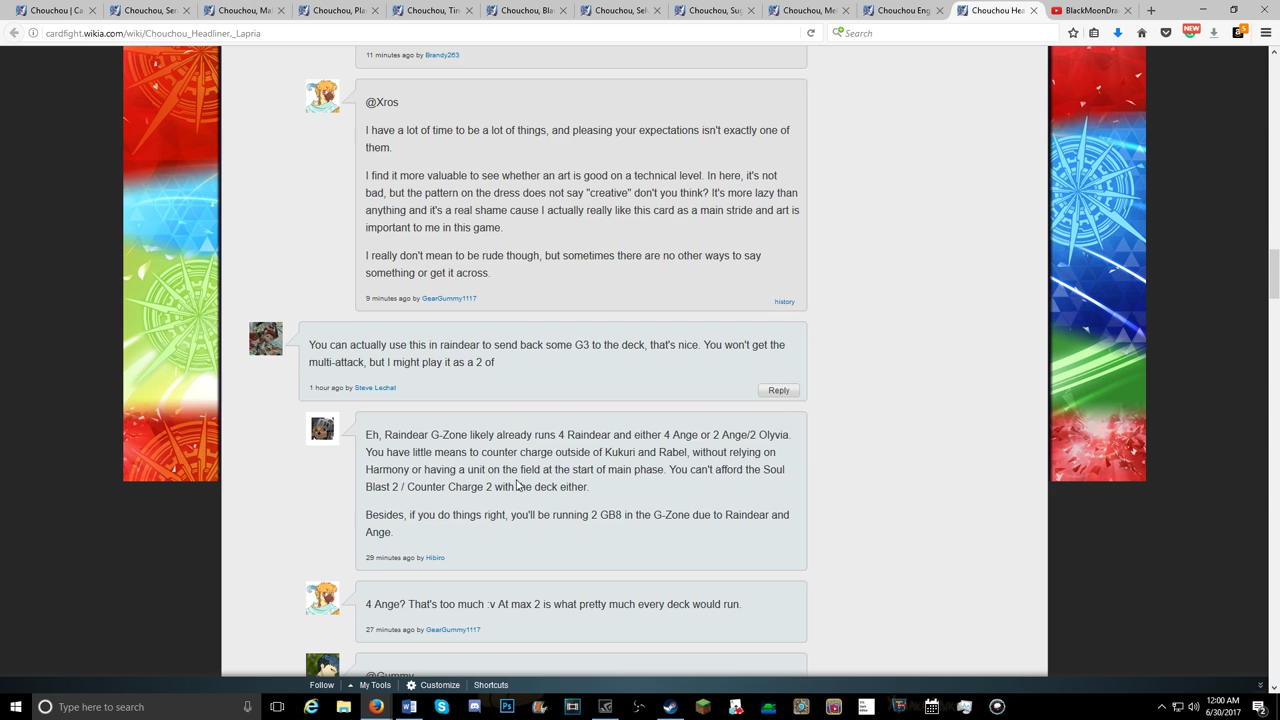 Chouchou | Ca
Chouchou, Ser
Chouchou, Mal
Chouchou, Pla
Chouchou, Tin
Chouchou, Bla
Chouchou, Sel
Chouchou, Sug
Chouchou, Me
Chouchou Eng
Chouchou Hea
BlackMoonDra
cardfight.wikia.com/wiki/Chouchou_Headliner,_Lapria
Search
NEW
11 minutes ago by Brandy263
@Xros
I have a lot of time to be a lot of things, and pleasing your expectations isn't exactly one of
them.
I find it more valuable to see whether an art is good on a technical level. In here, it's not
bad, but the pattern on the dress does not say "creative" don't you think? It's more lazy than
anything and it's a real shame cause I actually really like this card as a main stride and art is
important to me in this game.
I really don't mean to be rude though, but sometimes there are no other ways to say
something or get it across.
9 minutes ago by GearGummy1117
history
You can actually use this in raindear to send back some G3 to the deck, that's nice. You won't get the
multi-attack, but I might play it as a 2 of
1 hour ago by Steve Lechat
Reply
Eh, Raindear G-Zone likely already runs 4 Raindear and either 4 Ange or 2 Ange/2 Olyvia.
You have little means to counter charge outside of Kukuri and Rabel, without relying on
Harmony or having a unit on the field at the start of main phase. You can't afford the Soul
Blast 2 / Counter Charge 2 with the deck either.
Besides, if you do things right, you'll be running 2 GB8 in the G-Zone due to Raindear and
Ange.
29 minutes ago by Hibiro
4 Ange? That's too much :v At max 2 is what pretty much every deck would run.
27 minutes ago by GearGummy1117
@Gummy
Follow
My Tools
Customize
Shortcuts
Type here to search
12:00 AM
6/30/2017